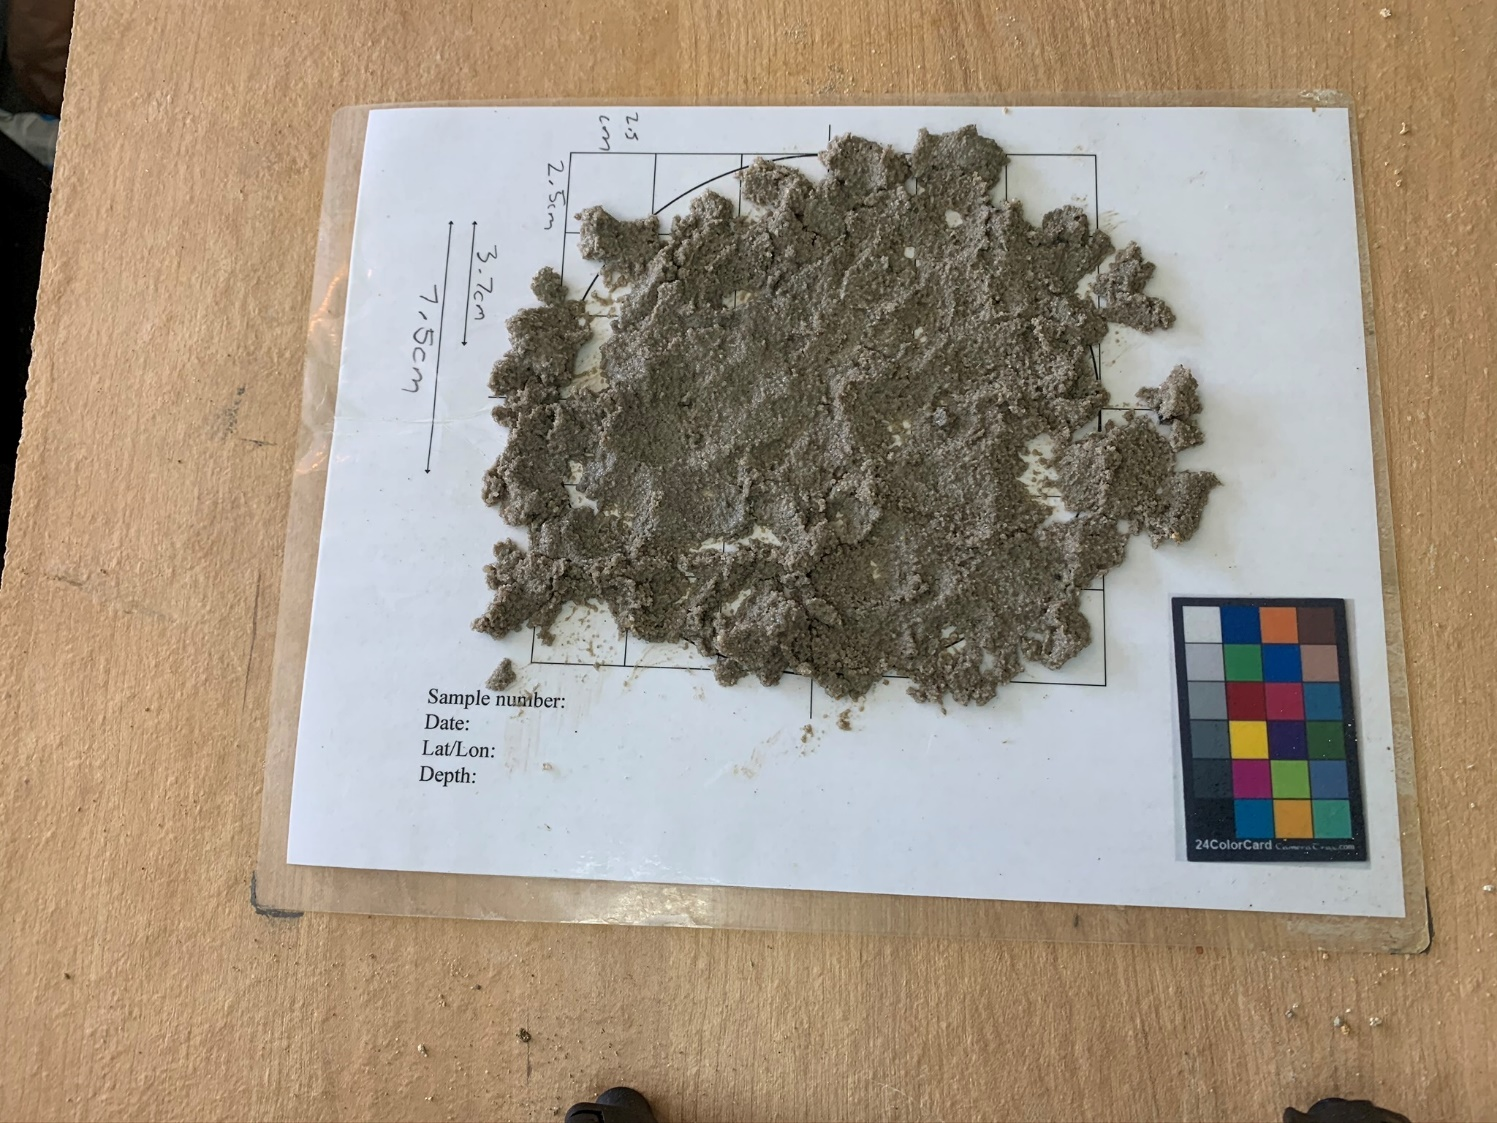 2.5
cm
2.5cm
3.7cm
7.5cm
Sample number:
Date:
Lat/Lon:
Depth:
24ColorCard